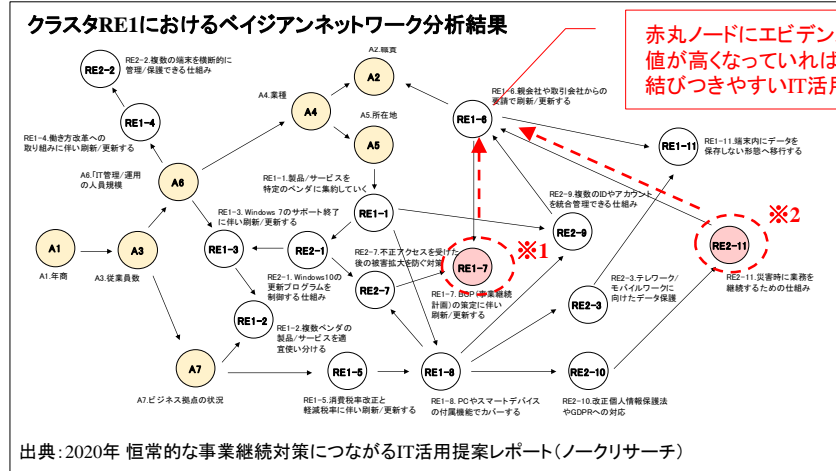 クラスタRE1におけるベイジアンネットワーク分析結果
赤丸ノードにエビデン
値が高くなっていれば
結びつきやすいIT活用
RE2-2.複数の端末を横断的に
管理/保護できる仕組み
RE2-2
A2.職責
A2
RE1-4
A4.業種
A4
RE1-6.親会社や取引会社からの
要請で刷新/更新する
RE1-6
RE1-4.働き方改革への
取り組みに伴い刷新/更新する
A5.所在地
A5
RE1-11.端末内にデータを
保存しない形態へ移行する
RE1-11
A6.「IT管理/運用
の人員規模
A6
RE1-1.製品/サービスを
特定のベンダに集約していく
RE1-1
RE2-9.複数のIDやアカウント
を統合管理できる仕組み
RE2-9
RE1-3.Windows 7のサポート終了
に伴い刷新/更新する
RE1-3
RE2-1
※1
※2
A1
A3
A1.年商
A3.従業員数
RE2-7.不正アクセスを受けた
後の被害拡大を防ぐ対策
RE1-7
RE2-11
RE2-1.Windows10の
更新プログラムを
制御する仕組み
RE2-7
RE1-7.BCP(事業継続
計画)の策定に伴い
刷新/更新する
RE2-3.テレワーク/
モバイルワークに
向けたデータ保護
RE2-3
RE2-11.災害時に業務を
継続するための仕組み
RE1-2
RE1-2.複数ベンダの
製品/サービスを適
宜使い分ける
A7
A7.ビジネス拠点の状況
RE1-5
RE1-5.消費税率改正と
軽減税率に伴い刷新/更新する
RE1-8
RE1-8.PCやスマートデバイス
の付属機能でカバーする
RE2-10
RE2-10.改正個人情報保護法
やGDPRへの対応
出典:2020年 恒常的な事業継続対策につながるIT活用提案レポート(ノークリサーチ)